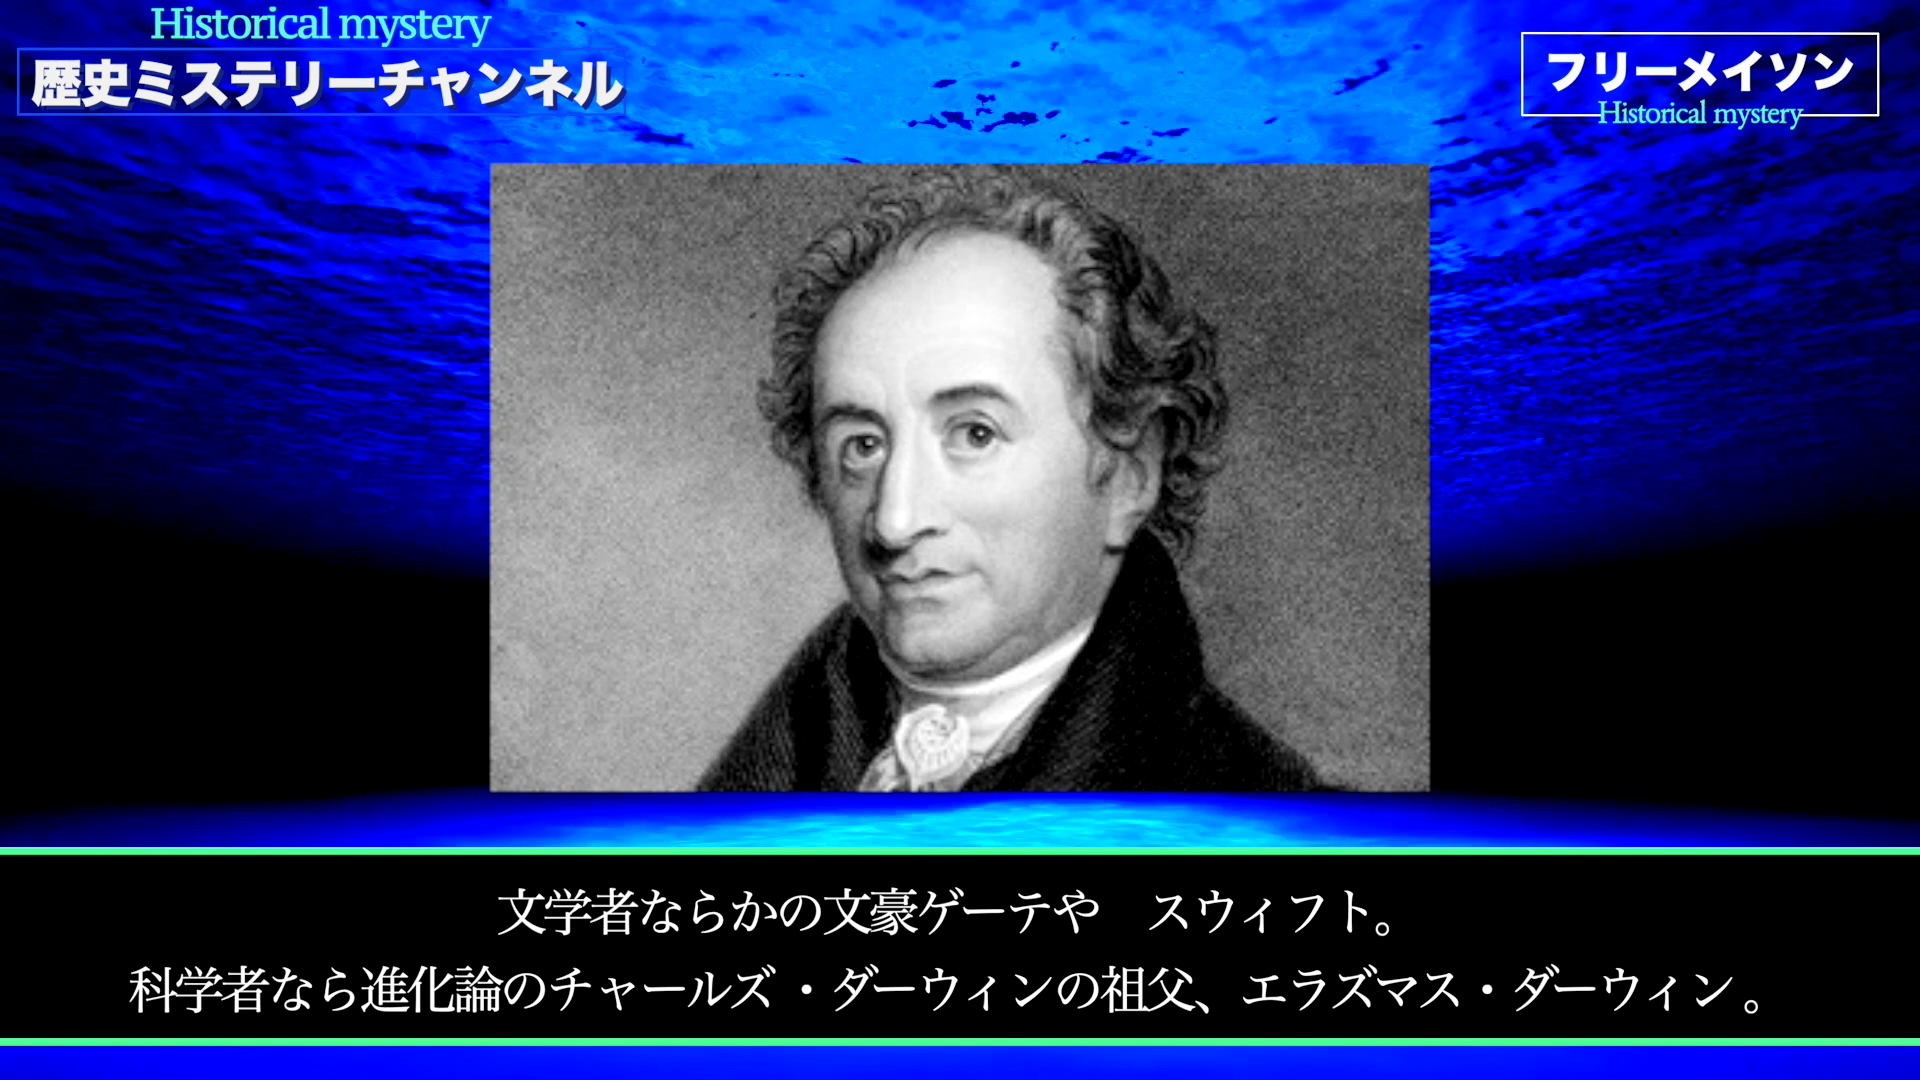 Historical mystery
歴史ミステリーチャンネル
フリーメイソン
Historical mystery
文学者ならかの文豪ゲーテや　スウィフト。
科学者なら進化論のチャールズ・ダーウィンの祖父、エラズマス・ダーウィン。